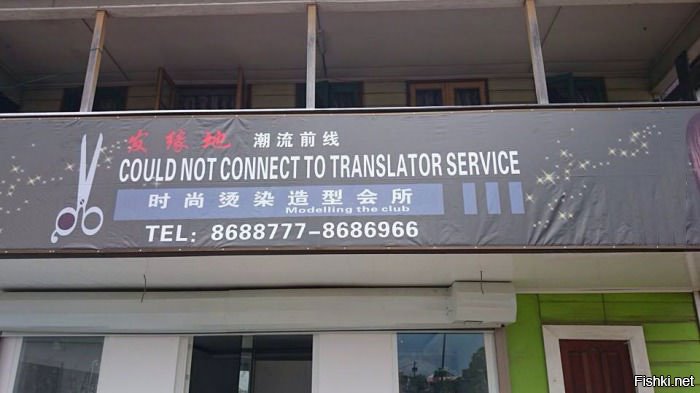 发缘地 潮流前线
COULD NOT CONNECT TO TRANSLATOR SERVICE
时尚烫染造型会所
Modelling the club
TEL: 8688777-8686966
Fishki.net